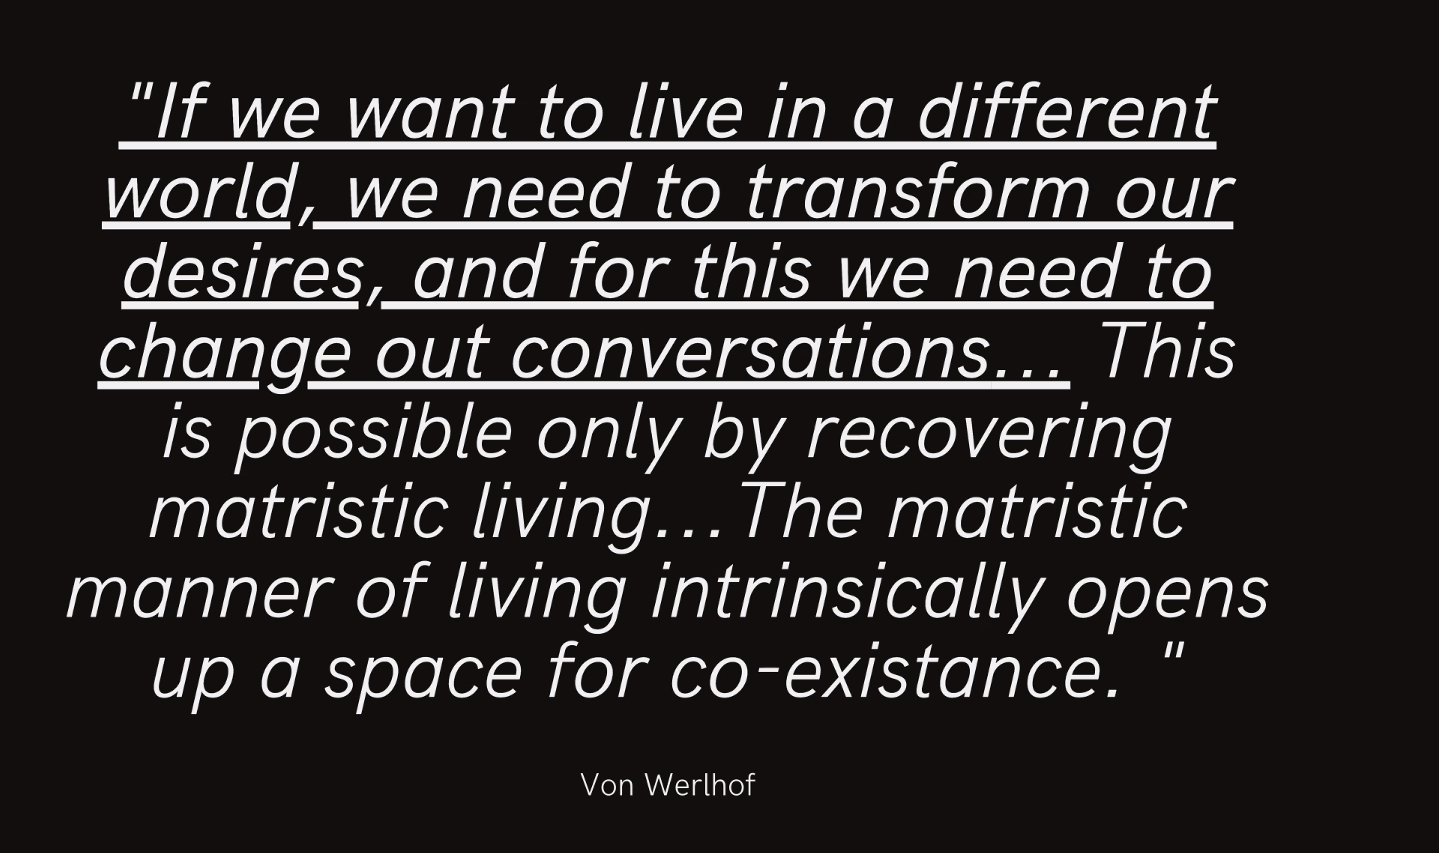 "If we want to live in a different
world, we need to transform our
desires, and for this we need to
change out conversations... This
is possible only by recovering
matristic living...The matristic
manner of living intrinsically opens
up a space for co-existance. "
Von Werlhof